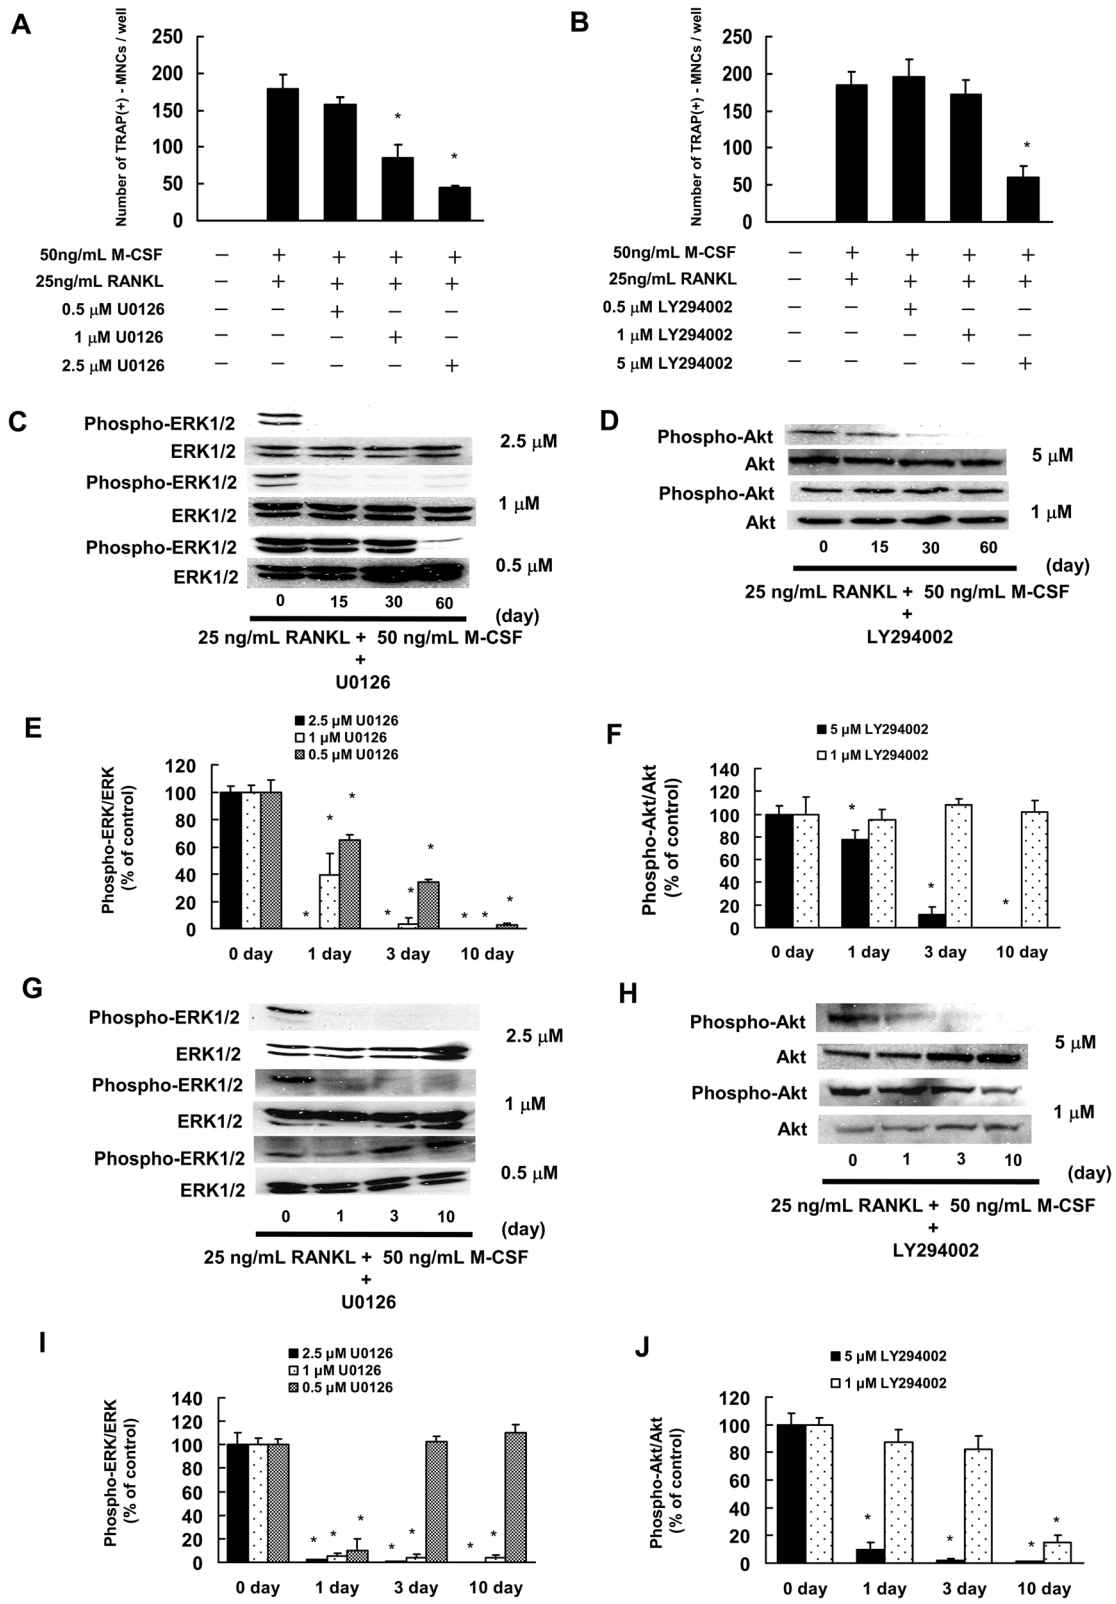 A
Number of TRAP(+) - MNCs / well
250
200
150
100
50
0
* *
50ng/mL M-CSF − + + + +
25ng/mL RANKL − + + + +
0.5 µM U0126 − − + − −
1 µM U0126 − − − + −
2.5 µM U0126 − − − − +
B
Number of TRAP(+) - MNCs / well
250
200
150
100
50
0
*
50ng/mL M-CSF − + + + +
25ng/mL RANKL − + + + +
0.5 µM LY294002 − − + − −
1 µM LY294002 − − − + −
5 µM LY294002 − − − − +
C
Phospho-ERK1/2
ERK1/2
2.5 µM
Phospho-ERK1/2
ERK1/2
1 µM
Phospho-ERK1/2
ERK1/2
0.5 µM
0 15 30 60
(day)
25 ng/mL RANKL + 50 ng/mL M-CSF
+
U0126
D
Phospho-Akt
Akt
5 µM
Phospho-Akt
Akt
1 µM
0 15 30 60
(day)
25 ng/mL RANKL + 50 ng/mL M-CSF
+
LY294002
E
2.5 µM U0126
1 µM U0126
0.5 µM U0126
Phospho-ERK/ERK
(% of control)
120
100
80
60
40
20
0
* * * * * * * * *
0 day 1 day 3 day 10 day
F
5 µM LY294002
1 µM LY294002
Phospho-Akt/Akt
(% of control)
140
120
100
80
60
40
20
0
* * *
0 day 1 day 3 day 10 day
G
Phospho-ERK1/2
ERK1/2
2.5 µM
Phospho-ERK1/2
ERK1/2
1 µM
Phospho-ERK1/2
ERK1/2
0.5 µM
0 1 3 10
(day)
25 ng/mL RANKL + 50 ng/mL M-CSF
+
U0126
H
Phospho-Akt
Akt
5 µM
Phospho-Akt
Akt
1 µM
0 1 3 10
(day)
25 ng/mL RANKL + 50 ng/mL M-CSF
+
LY294002
I
2.5 µM U0126
1 µM U0126
0.5 µM U0126
Phospho-ERK/ERK
(% of control)
140
120
100
80
60
40
20
0
* * * * * * *
0 day 1 day 3 day 10 day
J
5 µM LY294002
1 µM LY294002
Phospho-Akt/Akt
(% of control)
120
100
80
60
40
20
0
* * * *
0 day 1 day 3 day 10 day